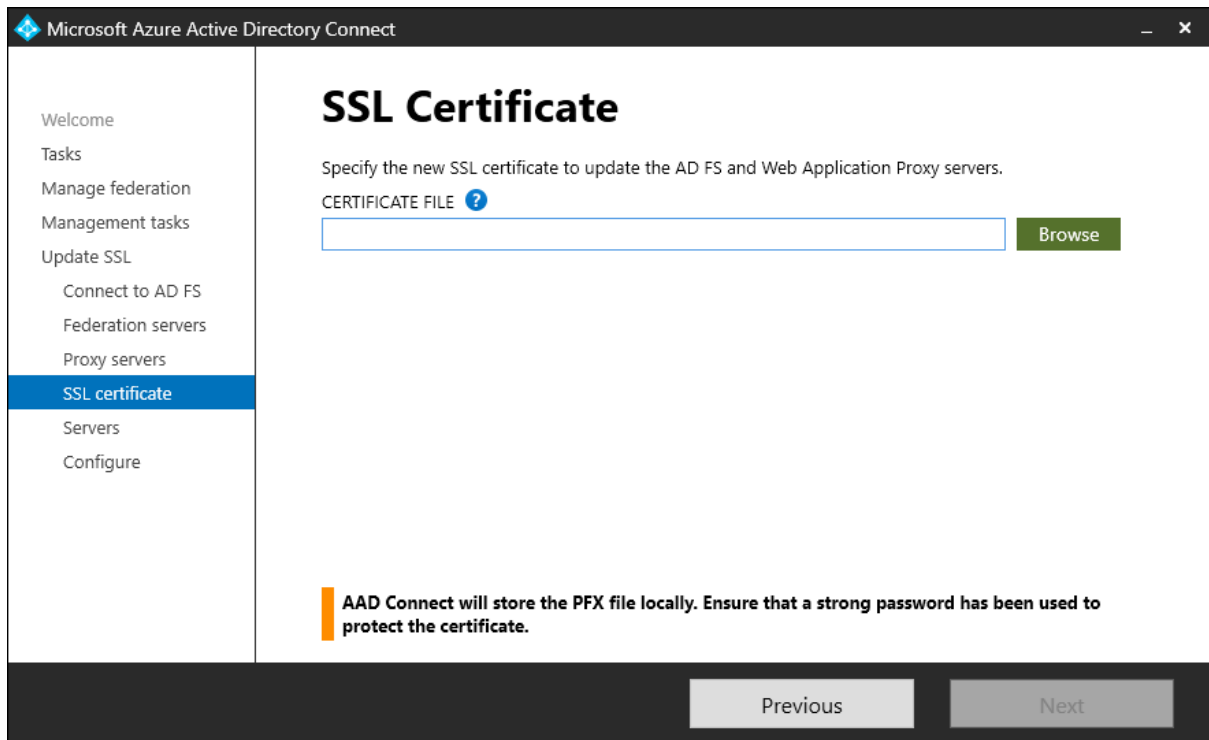 Microsoft Azure Active Directory Connect
Welcome
Tasks
Manage federation
Management tasks
Update SSL
Connect to AD FS
Federation servers
Proxy servers
SSL certificate
Servers
Configure
SSL Certificate
Specify the new SSL certificate to update the AD FS and Web Application Proxy servers.
CERTIFICATE FILE ?
Browse
AAD Connect will store the PFX file locally. Ensure that a strong password has been used to
protect the certificate.
Previous
Next